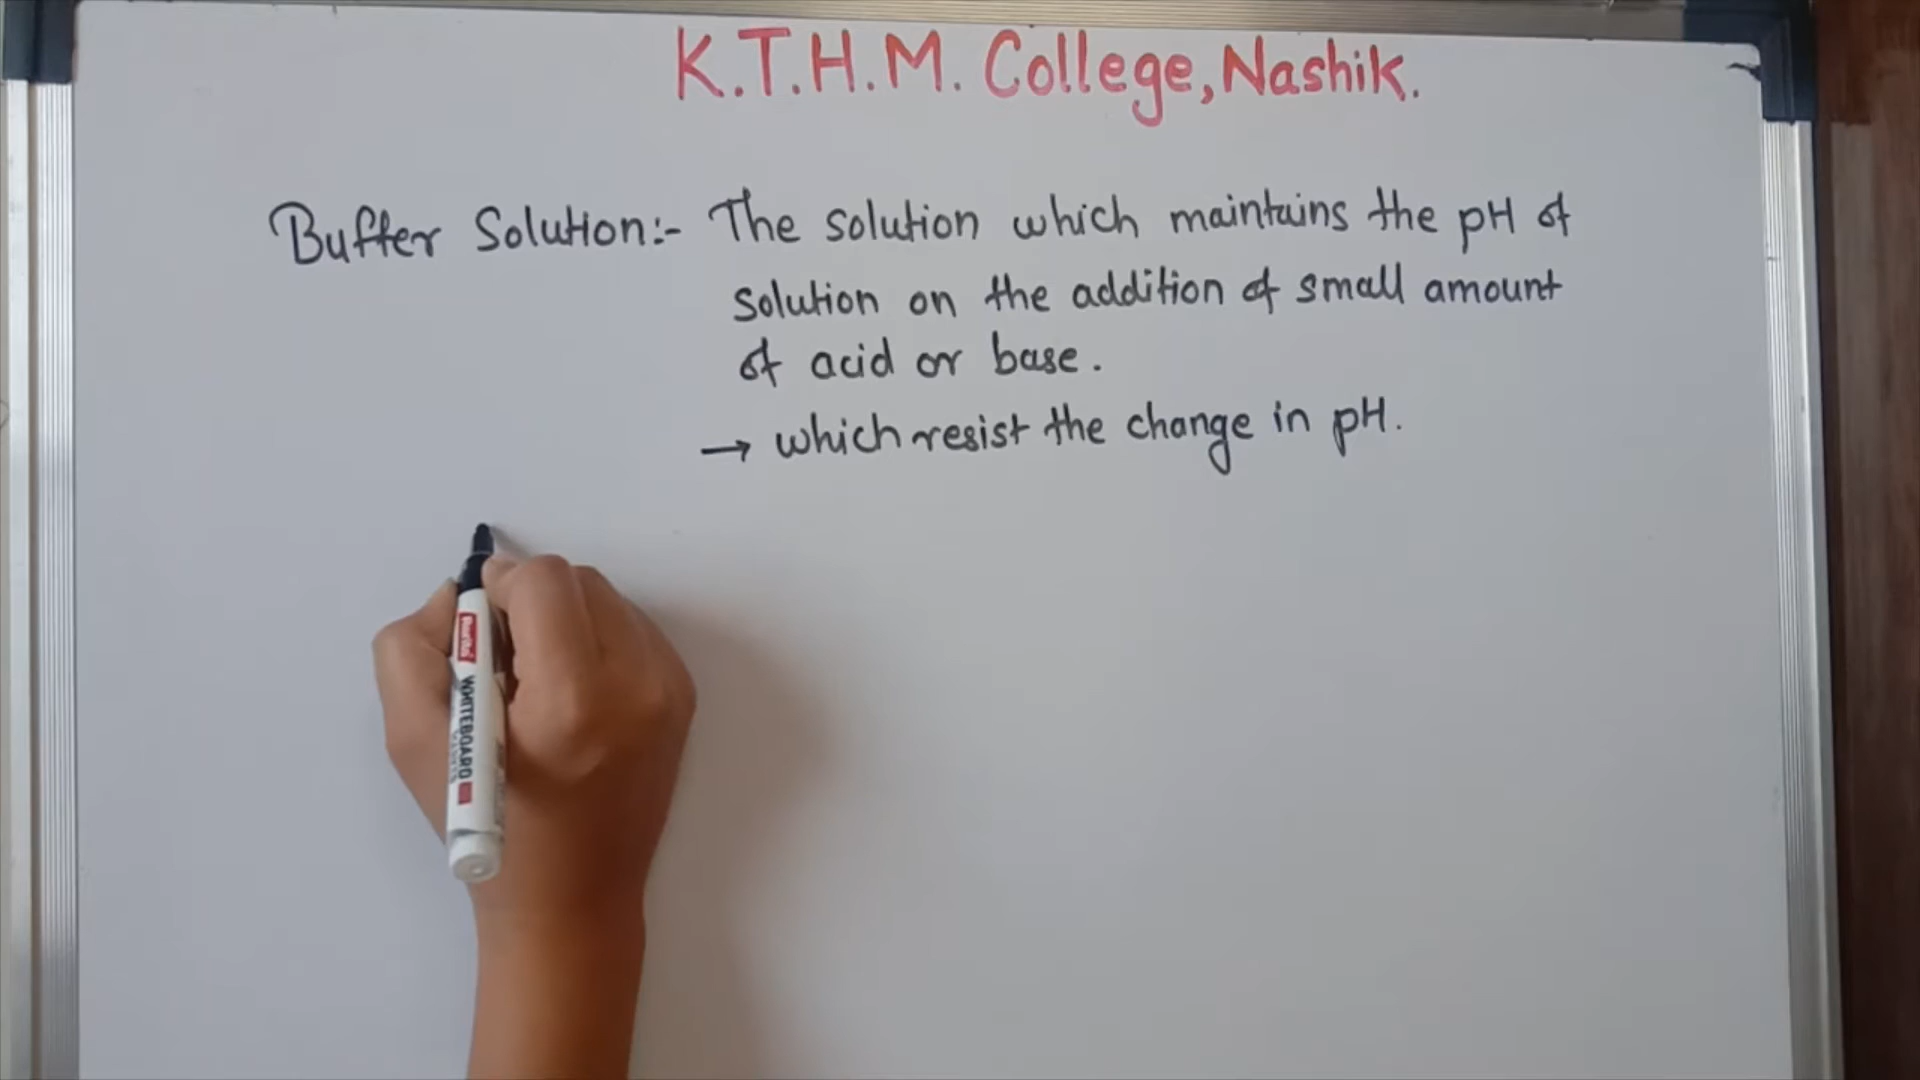 K.T.H.M. College, Nashik.
Buffer Solution:- The solution which maintains the pH of
solution on the addition of small amount
of acid or base.
→ which resist the change in pH.
WHITEBOARD